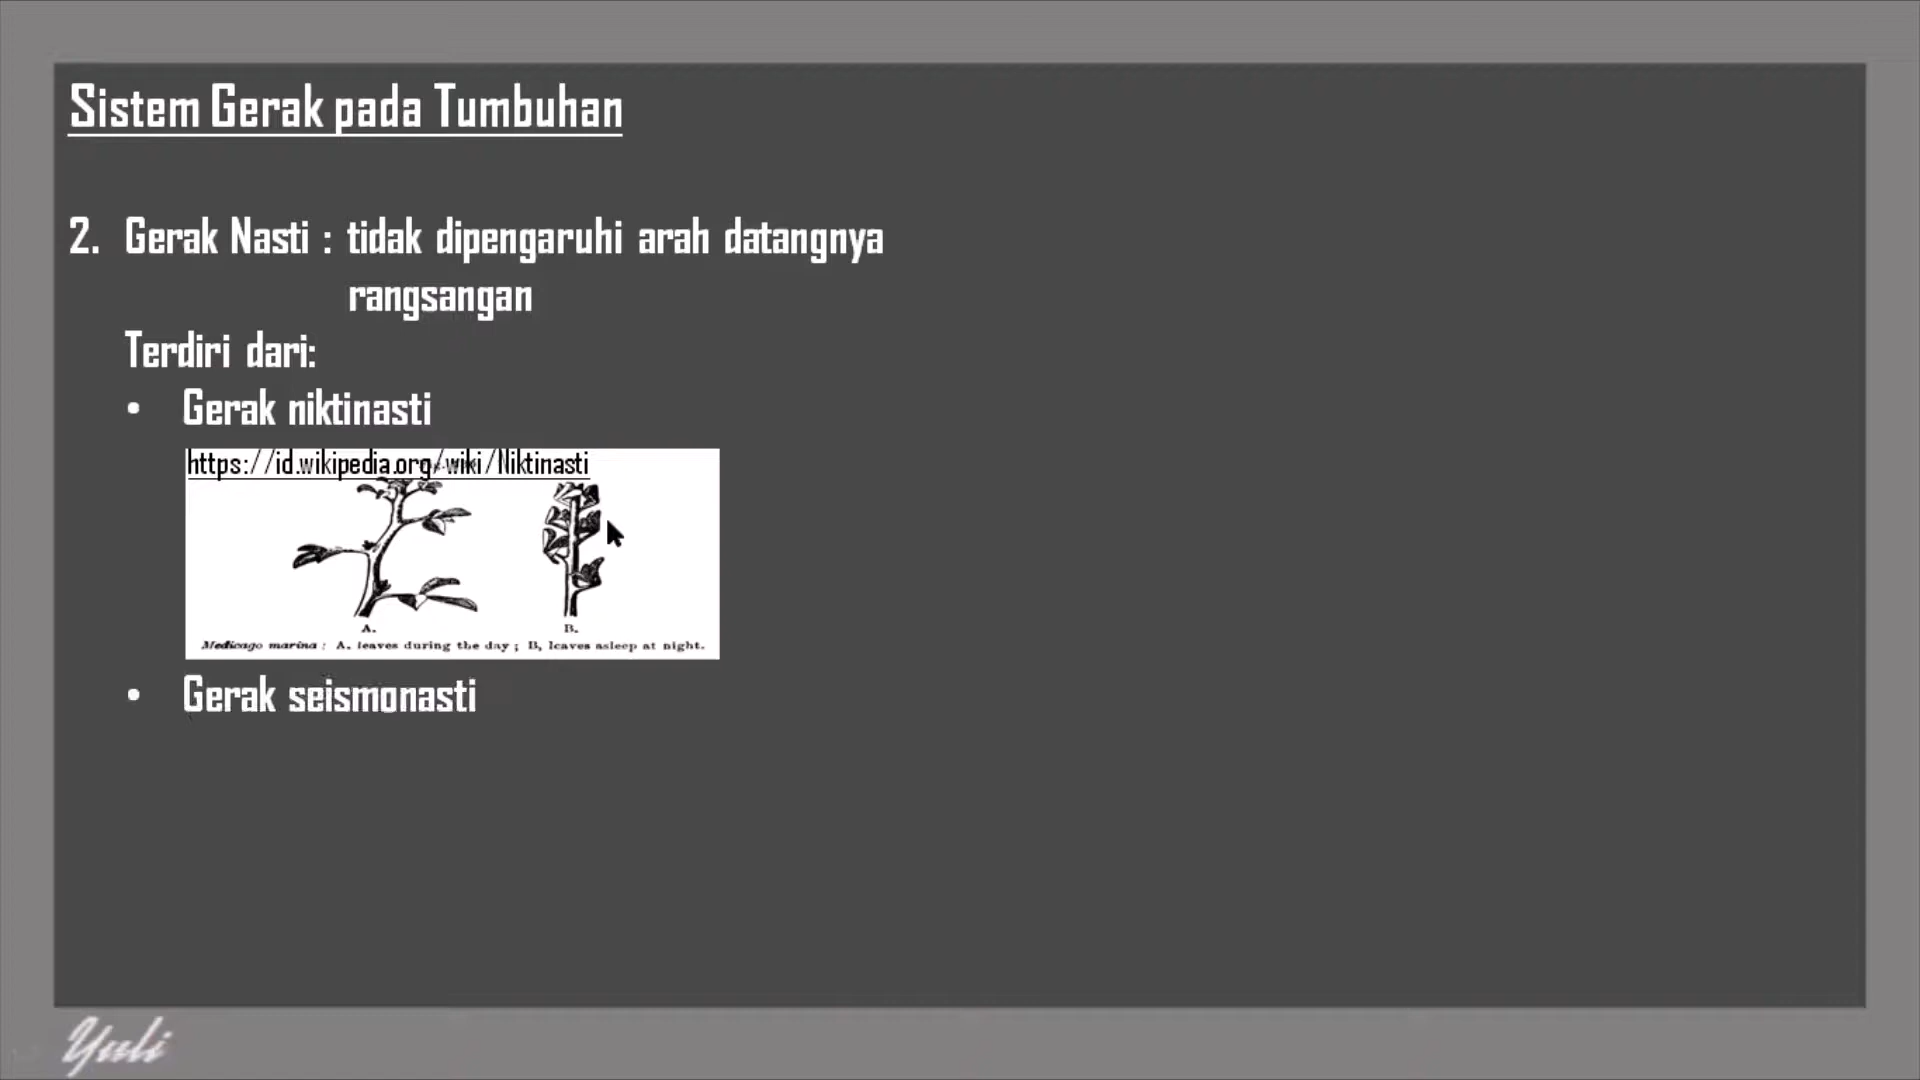 Sistem Gerak pada Tumbuhan
2. Gerak Nasti : tidak dipengaruhi arah datangnya
rangsangan
Terdiri dari:
• Gerak niktinasti
https://id.wikipedia.org/wiki/Niktinasti
A. B.
Medicago marina : A. leaves during the day ; B, leaves asleep at night.
• Gerak seismonasti
Yuli